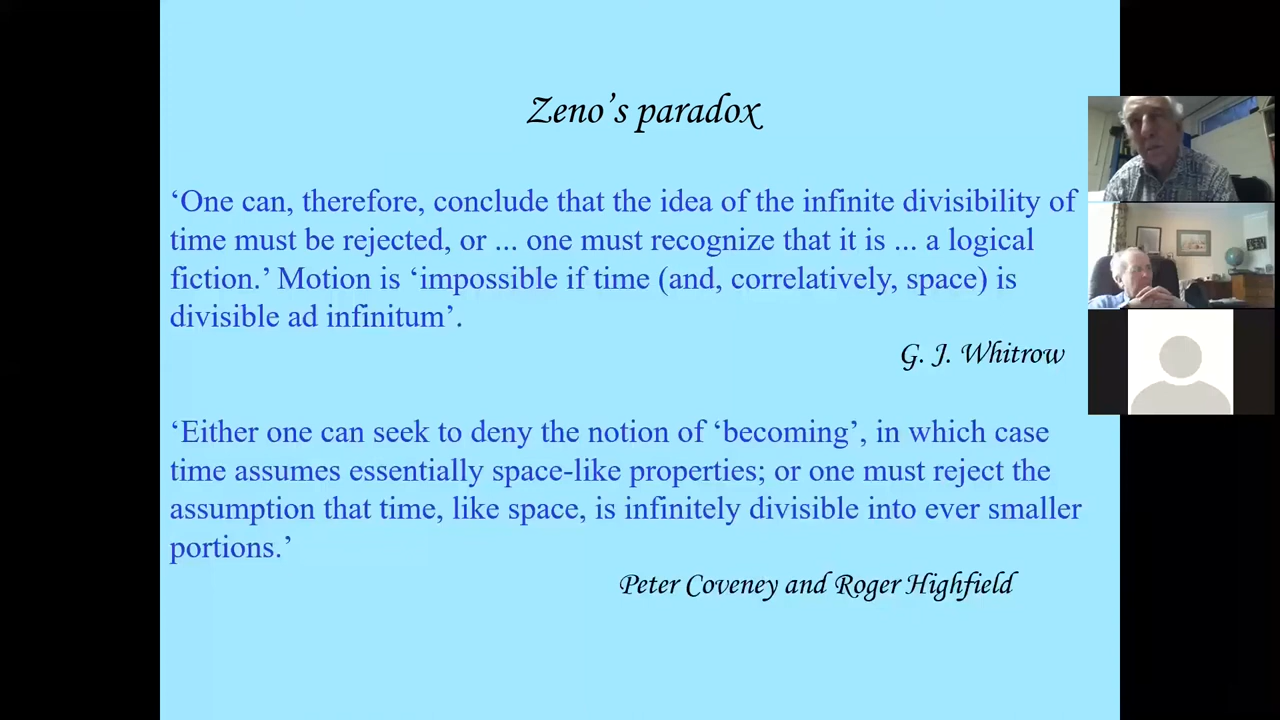 Zeno’s paradox
‘One can, therefore, conclude that the idea of the infinite divisibility of
time must be rejected, or ... one must recognize that it is ... a logical
fiction.’ Motion is ‘impossible if time (and, correlatively, space) is
divisible ad infinitum’.
G. J. Whitrow
‘Either one can seek to deny the notion of ‘becoming’, in which case
time assumes essentially space-like properties; or one must reject the
assumption that time, like space, is infinitely divisible into ever smaller
portions.’
Peter Coveney and Roger Highfield